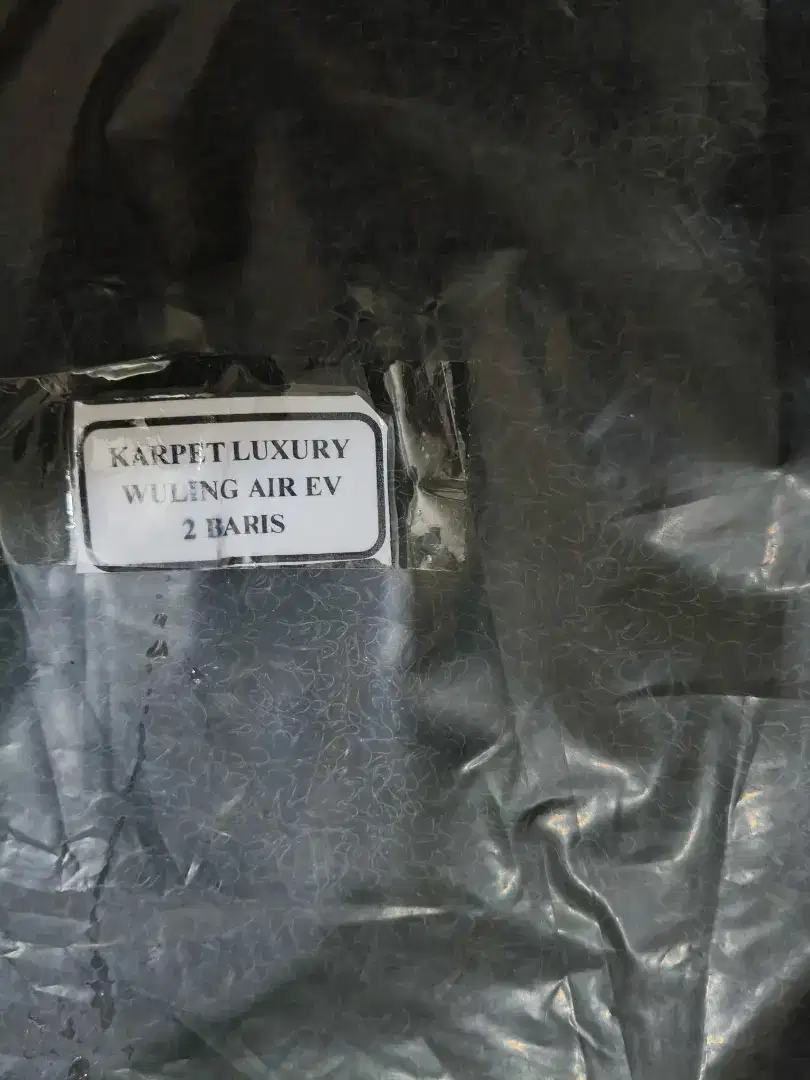 KARPET LUXURY
WULING AIR EV
2 BARIS